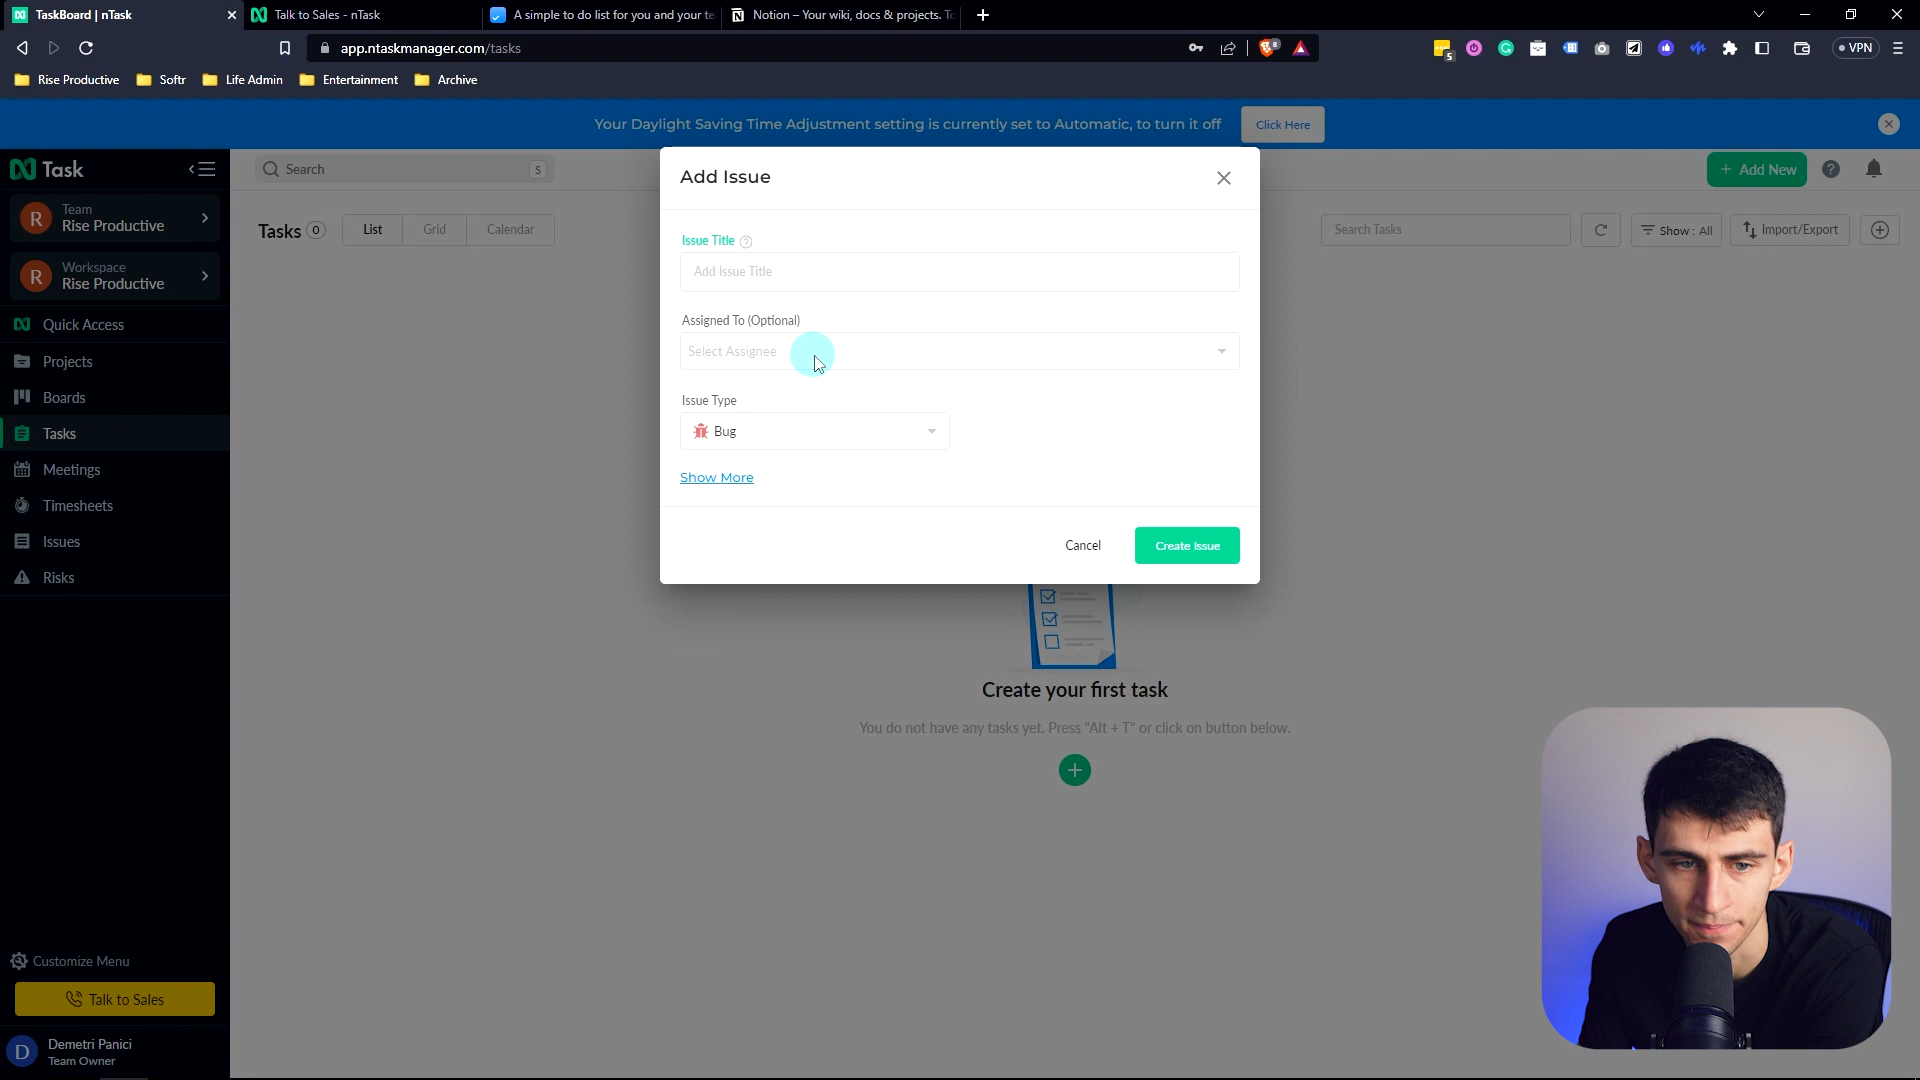 TaskBoard | nTask
Talk to Sales - nTask
A simple to do list for you and your te
Notion – Your wiki, docs & projects. To
app.ntaskmanager.com/tasks
5
8
VPN
Rise Productive
Softr
Life Admin
Entertainment
Archive
Your Daylight Saving Time Adjustment setting is currently set to Automatic, to turn it off
Click Here
Task
Search
S
Add Issue
+ Add New
R
Team
Rise Productive
Tasks 0
List
Grid
Calendar
Search Tasks
Show : All
Import/Export
Issue Title
Add Issue Title
R
Workspace
Rise Productive
Quick Access
Assigned To (Optional)
Select Assignee
Projects
Boards
Issue Type
Bug
Tasks
Meetings
Show More
Timesheets
Issues
Cancel
Create Issue
Risks
Create your first task
You do not have any tasks yet. Press "Alt + T" or click on button below.
Customize Menu
Talk to Sales
D
Demetri Panici
Team Owner